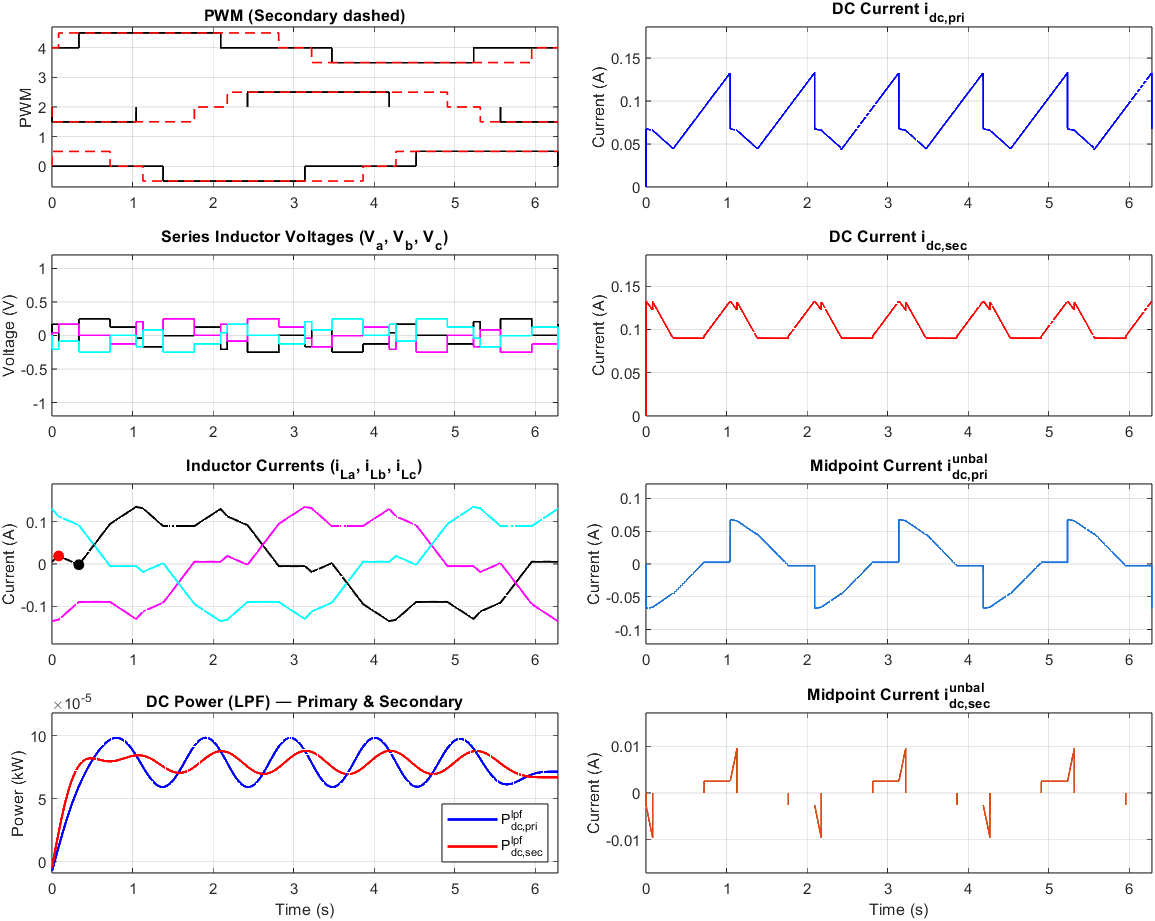 PWM (Secondary dashed)
PWM
4
3
2
1
0
0 1 2 3 4 5 6
DC Current i_dc,pri
Current (A)
0.15
0.1
0.05
0
0 1 2 3 4 5 6
Series Inductor Voltages (V_a, V_b, V_c)
Voltage (V)
1
0.5
0
-0.5
-1
0 1 2 3 4 5 6
DC Current i_dc,sec
Current (A)
0.15
0.1
0.05
0
0 1 2 3 4 5 6
Inductor Currents (i_La, i_Lb, i_Lc)
Current (A)
0.1
0
-0.1
0 1 2 3 4 5 6
Midpoint Current i^unbal_dc,pri
Current (A)
0.1
0.05
0
-0.05
-0.1
0 1 2 3 4 5 6
×10^-5
DC Power (LPF) — Primary & Secondary
Power (kW)
10
5
0
P^lpf_dc,pri
P^lpf_dc,sec
0 1 2 3 4 5 6
Time (s)
Midpoint Current i^unbal_dc,sec
Current (A)
0.01
0
-0.01
0 1 2 3 4 5 6
Time (s)